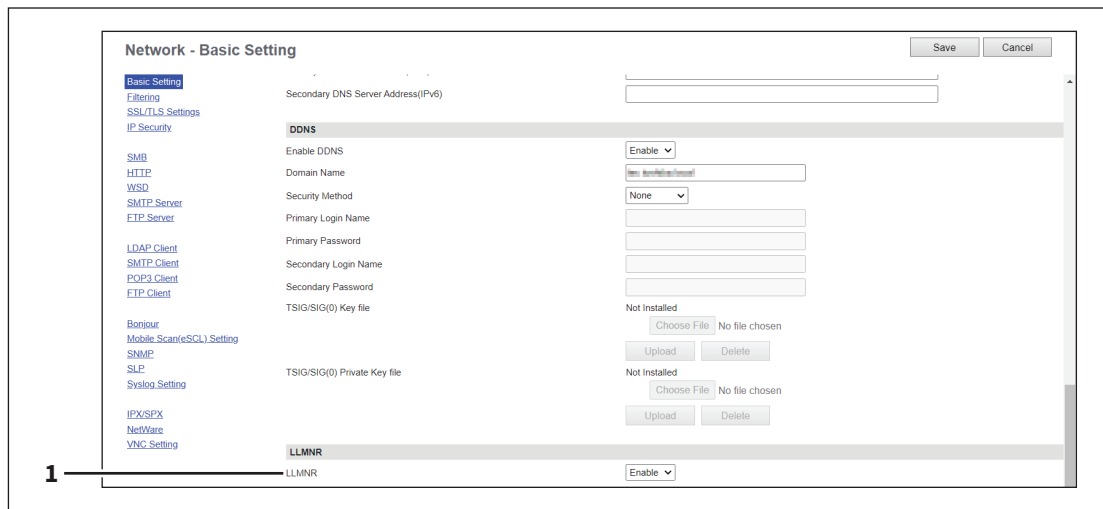 Network - Basic Setting
Save
Cancel
Basic Setting
Filtering
SSL/TLS Settings
IP Security
SMB
HTTP
WSD
SMTP Server
FTP Server
LDAP Client
SMTP Client
POP3 Client
FTP Client
Bonjour
Mobile Scan(eSCL) Setting
SNMP
SLP
Syslog Setting
IPX/SPX
NetWare
VNC Setting
Secondary DNS Server Address(IPv6)
DDNS
Enable DDNS Enable
Domain Name
Security Method None
Primary Login Name
Primary Password
Secondary Login Name
Secondary Password
TSIG/SIG(0) Key file Not Installed
Choose File No file chosen
Upload Delete
TSIG/SIG(0) Private Key file Not Installed
Choose File No file chosen
Upload Delete
LLMNR
1 LLMNR Enable